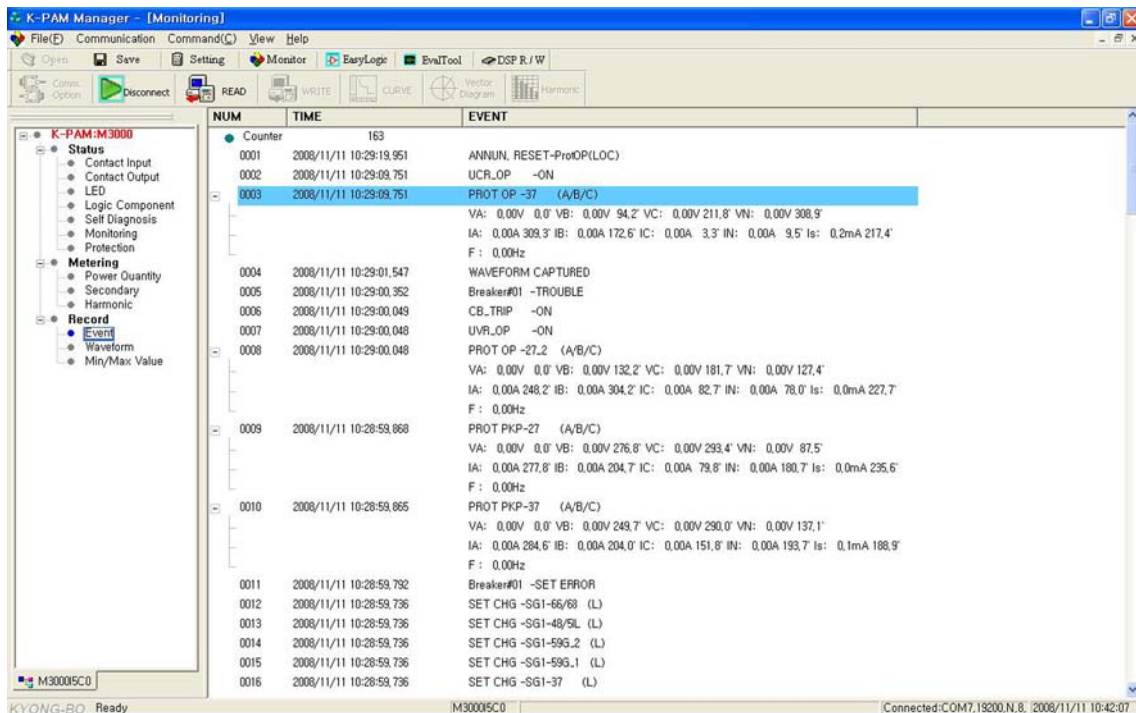 K-PAM Manager - [Monitoring]
File(F) Communication Command(C) View Help
Open Save Setting Monitor EasyLogic EvalTool DSP R / W
Comm. Option Disconnect READ WRITE CURVE Vector Diagram Harmonic
NUM TIME EVENT
K-PAM:M3000
Status
Contact Input
Contact Output
LED
Logic Component
Self Diagnosis
Monitoring
Protection
Metering
Power Quantity
Secondary
Harmonic
Record
Event
Waveform
Min/Max Value
Counter 163
0001 2008/11/11 10:29:19,951 ANNUN. RESET-ProtOP(LOC)
0002 2008/11/11 10:29:09,751 UCR_OP -ON
0003 2008/11/11 10:29:09,751 PROT OP -37 (A/B/C)
VA: 0,00V 0,0' VB: 0,00V 94,2' VC: 0,00V 211,8' VN: 0,00V 308,9'
IA: 0,00A 309,3' IB: 0,00A 172,6' IC: 0,00A 3,3' IN: 0,00A 9,5' Is: 0,2mA 217,4'
F : 0,00Hz
0004 2008/11/11 10:29:01,547 WAVEFORM CAPTURED
0005 2008/11/11 10:29:00,352 Breaker#01 -TROUBLE
0006 2008/11/11 10:29:00,049 CB_TRIP -ON
0007 2008/11/11 10:29:00,048 UVR_OP -ON
0008 2008/11/11 10:29:00,048 PROT OP -27_2 (A/B/C)
VA: 0,00V 0,0' VB: 0,00V 132,2' VC: 0,00V 181,7' VN: 0,00V 127,4'
IA: 0,00A 248,2' IB: 0,00A 304,2' IC: 0,00A 82,7' IN: 0,00A 78,0' Is: 0,0mA 227,7'
F : 0,00Hz
0009 2008/11/11 10:28:59,868 PROT PKP-27 (A/B/C)
VA: 0,00V 0,0' VB: 0,00V 276,8' VC: 0,00V 293,4' VN: 0,00V 87,5'
IA: 0,00A 277,8' IB: 0,00A 204,7' IC: 0,00A 79,8' IN: 0,00A 180,7' Is: 0,0mA 235,6'
F : 0,00Hz
0010 2008/11/11 10:28:59,865 PROT PKP-37 (A/B/C)
VA: 0,00V 0,0' VB: 0,00V 249,7' VC: 0,00V 290,0' VN: 0,00V 137,1'
IA: 0,00A 284,6' IB: 0,00A 204,0' IC: 0,00A 151,8' IN: 0,00A 193,7' Is: 0,1mA 188,9'
F : 0,00Hz
0011 2008/11/11 10:28:59,792 Breaker#01 -SET ERROR
0012 2008/11/11 10:28:59,736 SET CHG -SG1-66/68 (L)
0013 2008/11/11 10:28:59,736 SET CHG -SG1-48/51L (L)
0014 2008/11/11 10:28:59,736 SET CHG -SG1-59G_2 (L)
0015 2008/11/11 10:28:59,736 SET CHG -SG1-59G_1 (L)
0016 2008/11/11 10:28:59,736 SET CHG -SG1-37 (L)
M3000I5C0
KYONG-BO Ready M3000I5C0 Connected:COM7,19200,N,8, 2008/11/11 10:42:07